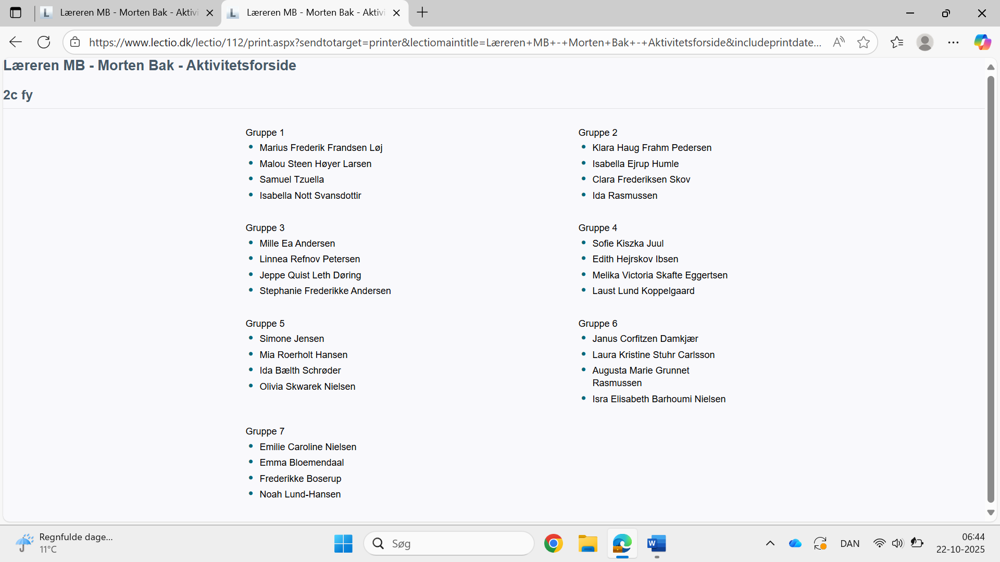 Læreren MB - Morten Bak - Aktivi
Læreren MB - Morten Bak - Aktivi
https://www.lectio.dk/lectio/112/print.aspx?sendtotarget=printer&lectiomaintitle=Læreren+MB+-+Morten+Bak+-+Aktivitetsforside&includeprintdate...
Læreren MB - Morten Bak - Aktivitetsforside
2c fy
Gruppe 1
Marius Frederik Frandsen Løj
Malou Steen Høyer Larsen
Samuel Tzuella
Isabella Nott Svansdottir
Gruppe 2
Klara Haug Frahm Pedersen
Isabella Ejrup Humle
Clara Frederiksen Skov
Ida Rasmussen
Gruppe 3
Mille Ea Andersen
Linnea Refnov Petersen
Jeppe Quist Leth Døring
Stephanie Frederikke Andersen
Gruppe 4
Sofie Kiszka Juul
Edith Hejrskov Ibsen
Melika Victoria Skafte Eggertsen
Laust Lund Koppelgaard
Gruppe 5
Simone Jensen
Mia Roerholt Hansen
Ida Bælth Schrøder
Olivia Skwarek Nielsen
Gruppe 6
Janus Corfitzen Damkjær
Laura Kristine Stuhr Carlsson
Augusta Marie Grunnet
Rasmussen
Isra Elisabeth Barhoumi Nielsen
Gruppe 7
Emilie Caroline Nielsen
Emma Bloemendaal
Frederikke Boserup
Noah Lund-Hansen
Regnfulde dage...
11°C
Søg
DAN
06:44
22-10-2025